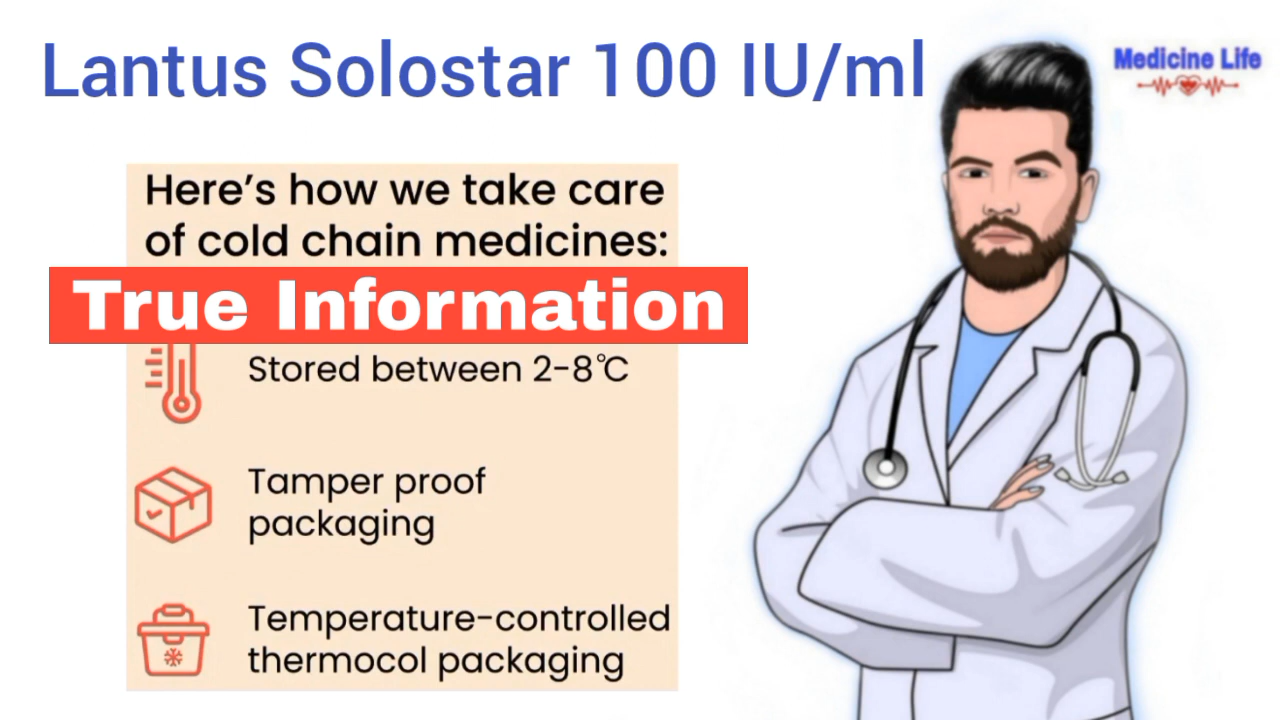 Lantus Solostar 100 IU/ml
Medicine Life
Here's how we take care
of cold chain medicines:
True Information
Stored between 2-8°C
Tamper proof
packaging
Temperature-controlled
thermocol packaging